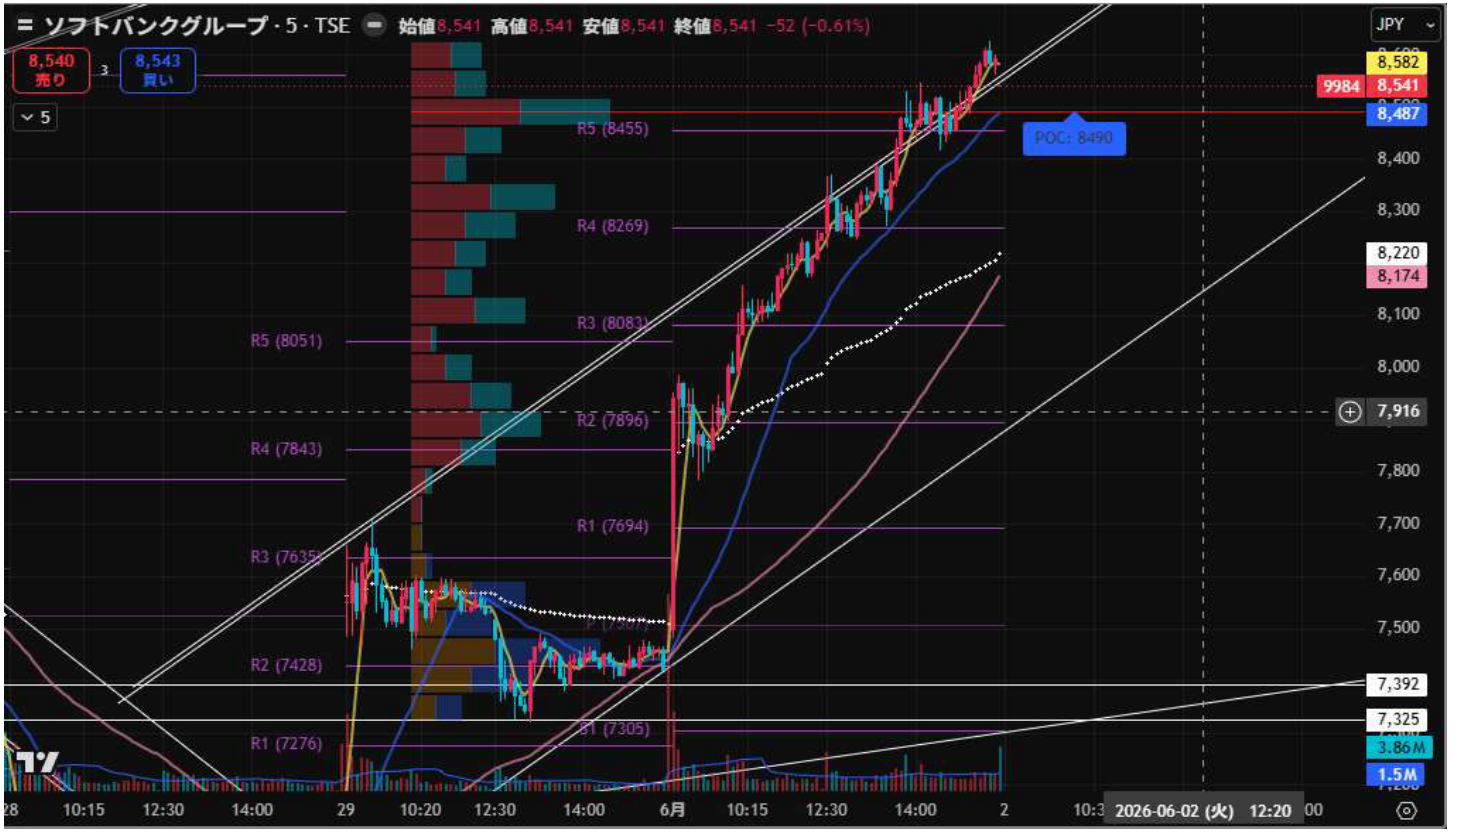 ソフトバンクグループ · 5 · TSE 始値8,541 高値8,541 安値8,541 終値8,541 −52 (−0.61%)
JPY
8,540
売り
3
8,543
買い
5
8,582
9984 8,541
8,487
R5 (8455)
POC: 8490
8,400
8,300
R4 (8269)
8,220
8,174
8,100
R3 (8083)
R5 (8051)
8,000
7,916
R2 (7896)
R4 (7843)
7,800
7,700
R1 (7694)
7,600
R3 (7635)
7,500
R2 (7428)
7,392
7,325
S1 (7305)
R1 (7276)
3.86M
1.5M
28 10:15 12:30 14:00 29 10:20 12:30 14:00 6月 10:15 12:30 14:00 2 2026-06-02 (火) 12:20